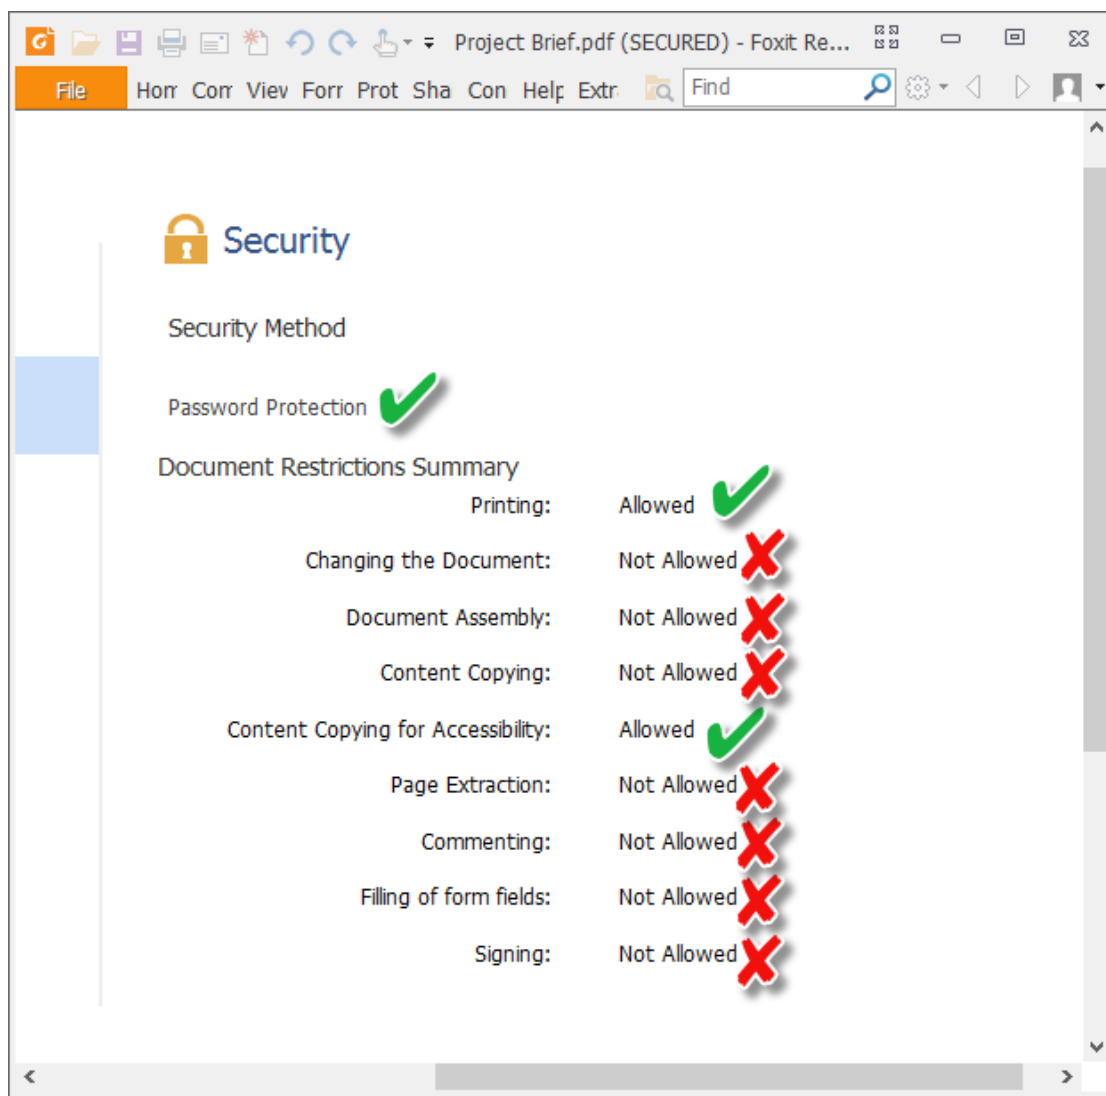 Project Brief.pdf (SECURED) - Foxit Re...
File Hom Com View Forr Prot Sha Con Help Extr Find
Security
Security Method
Password Protection
Document Restrictions Summary
Printing: Allowed
Changing the Document: Not Allowed
Document Assembly: Not Allowed
Content Copying: Not Allowed
Content Copying for Accessibility: Allowed
Page Extraction: Not Allowed
Commenting: Not Allowed
Filling of form fields: Not Allowed
Signing: Not Allowed